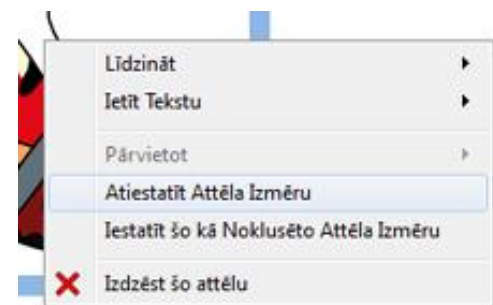 Līdzināt
Ietīt Tekstu
Pārvietot
Atiestatīt Attēla Izmēru
Iestatīt šo kā Noklusēto Attēla Izmēru
Izdzēst šo attēlu